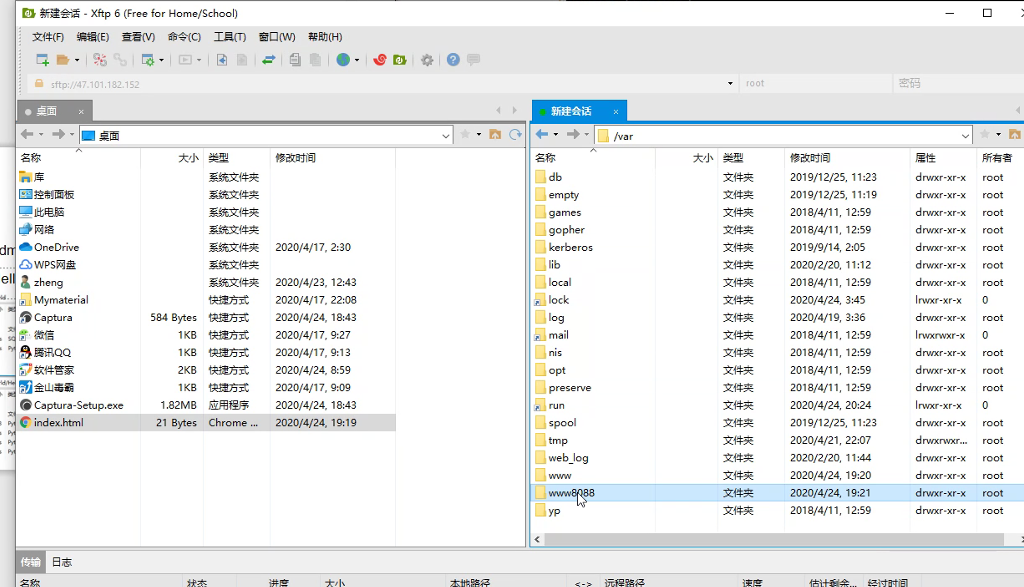 新建会话 - Xftp 6 (Free for Home/School)
文件(F) 编辑(E) 查看(V) 命令(C) 工具(T) 窗口(W) 帮助(H)
sftp://47.101.182.152 root 密码
桌面 × 新建会话 ×
桌面 /var
名称 大小 类型 修改时间 名称 大小 类型 修改时间 属性 所有者
库 系统文件夹 db 文件夹 2019/12/25, 11:23 drwxr-xr-x root
控制面板 系统文件夹 empty 文件夹 2019/12/25, 11:19 drwxr-xr-x root
此电脑 系统文件夹 games 文件夹 2018/4/11, 12:59 drwxr-xr-x root
网络 系统文件夹 gopher 文件夹 2018/4/11, 12:59 drwxr-xr-x root
OneDrive 系统文件夹 2020/4/17, 2:30 kerberos 文件夹 2019/9/14, 2:05 drwxr-xr-x root
WPS网盘 系统文件夹 lib 文件夹 2020/2/20, 11:12 drwxr-xr-x root
zheng 系统文件夹 2020/4/23, 12:43 local 文件夹 2018/4/11, 12:59 drwxr-xr-x root
Mymaterial 快捷方式 2020/4/17, 22:08 lock 文件夹 2020/4/24, 3:45 lrwxr-xr-x 0
Captura 584 Bytes 快捷方式 2020/4/24, 18:43 log 文件夹 2020/4/19, 3:36 drwxr-xr-x root
微信 1KB 快捷方式 2020/4/17, 9:27 mail 文件夹 2018/4/11, 12:59 lrwxrwxr-x 0
腾讯QQ 1KB 快捷方式 2020/4/17, 9:13 nis 文件夹 2018/4/11, 12:59 drwxr-xr-x root
软件管家 2KB 快捷方式 2020/4/24, 8:59 opt 文件夹 2018/4/11, 12:59 drwxr-xr-x root
金山毒霸 1KB 快捷方式 2020/4/17, 9:09 preserve 文件夹 2018/4/11, 12:59 drwxr-xr-x root
Captura-Setup.exe 1.82MB 应用程序 2020/4/24, 18:43 run 文件夹 2020/4/24, 20:24 lrwxr-xr-x 0
index.html 21 Bytes Chrome ... 2020/4/24, 19:19 spool 文件夹 2019/12/25, 11:23 drwxr-xr-x root
tmp 文件夹 2020/4/21, 22:07 drwxrwxr... root
web_log 文件夹 2020/2/20, 11:44 drwxr-xr-x root
www 文件夹 2020/4/24, 19:20 drwxr-xr-x root
www8088 文件夹 2020/4/24, 19:21 drwxr-xr-x root
yp 文件夹 2018/4/11, 12:59 drwxr-xr-x root
传输 日志
名称 状态 进度 大小 本地路径 <-> 远程路径 速度 估计剩余... 经过时间